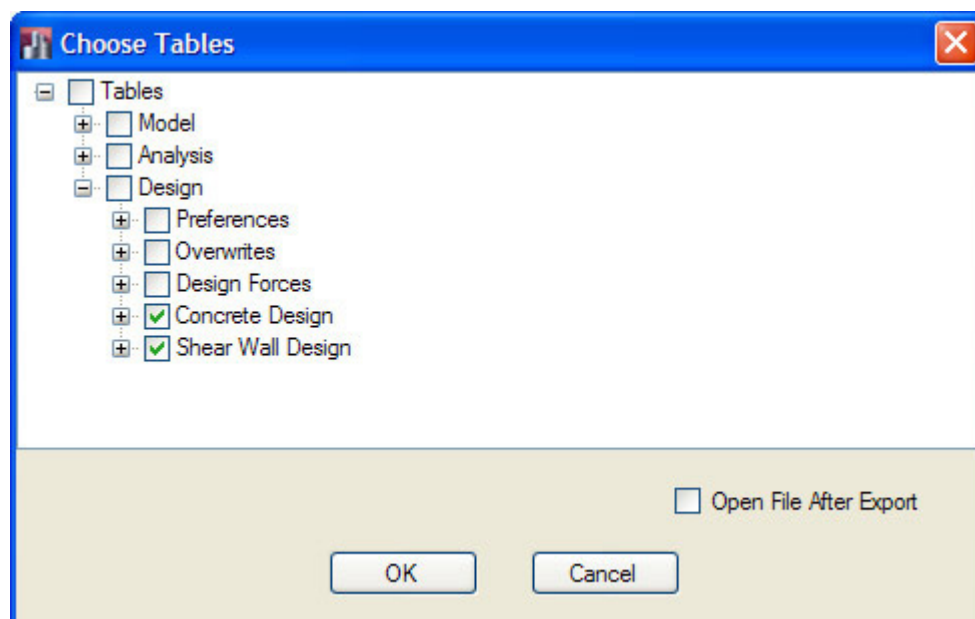 Choose Tables
Tables
Model
Analysis
Design
Preferences
Overwrites
Design Forces
Concrete Design
Shear Wall Design
Open File After Export
OK Cancel